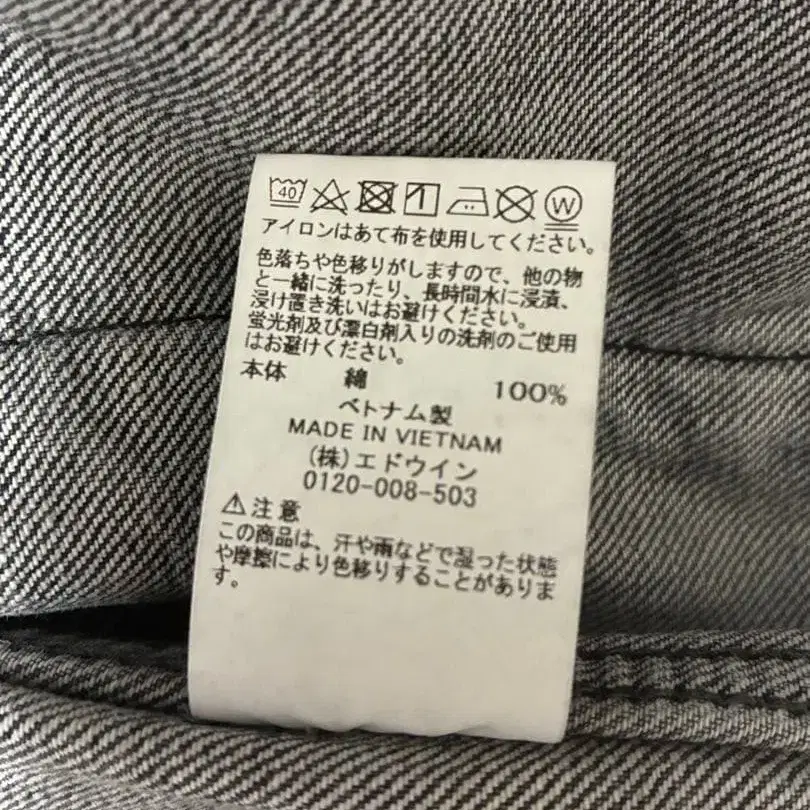 40 W
アイロンはあて布を使用してください。
色落ちや色移りがしますので、他の物
と一緒に洗ったり、長時間水に浸漬、
浸け置き洗いはお避けください。
蛍光剤及び漂白剤入りの洗剤のご使用
はお避けください。
本体 綿 100%
ベトナム製
MADE IN VIETNAM
(株)エドウイン
0120-008-503
⚠注意
この商品は、汗や雨などで湿った状態
や摩擦により色移りすることがありま
す。